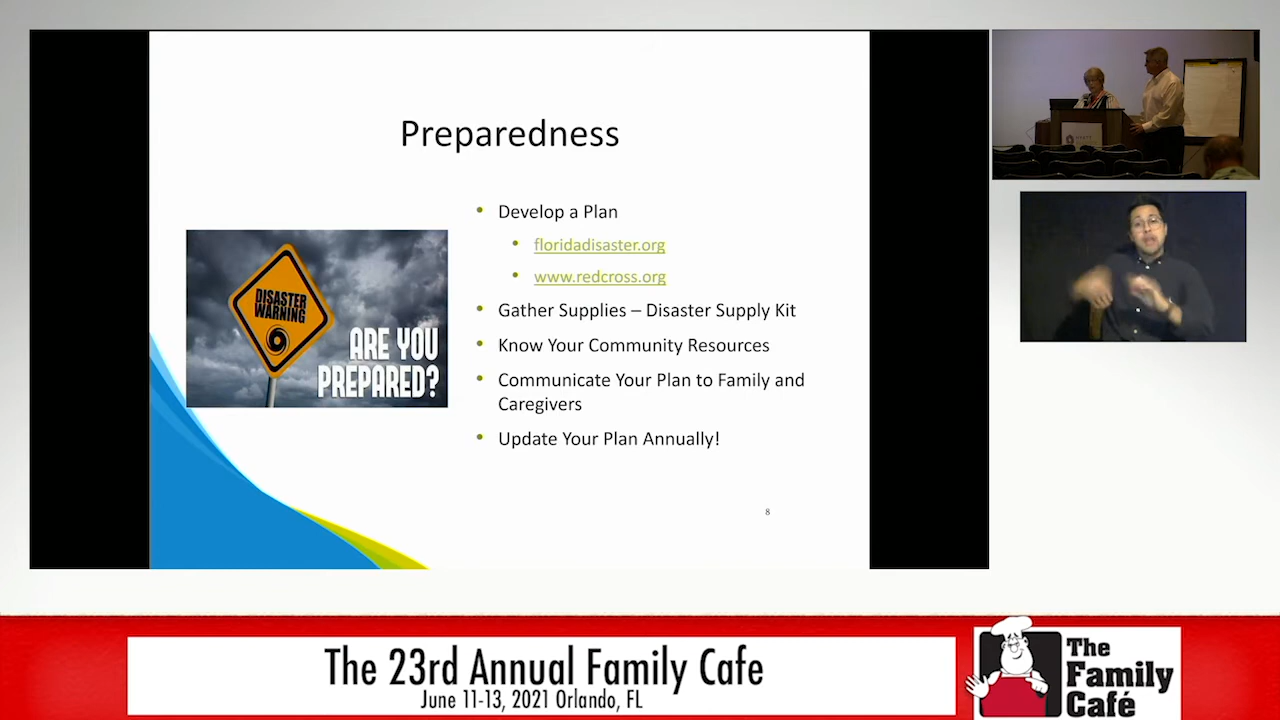 Preparedness
DISASTER
WARNING
ARE YOU
PREPARED?
• Develop a Plan
• floridadisaster.org
• www.redcross.org
• Gather Supplies – Disaster Supply Kit
• Know Your Community Resources
• Communicate Your Plan to Family and
Caregivers
• Update Your Plan Annually!
8
The 23rd Annual Family Cafe
June 11-13, 2021 Orlando, FL
The
Family
Café